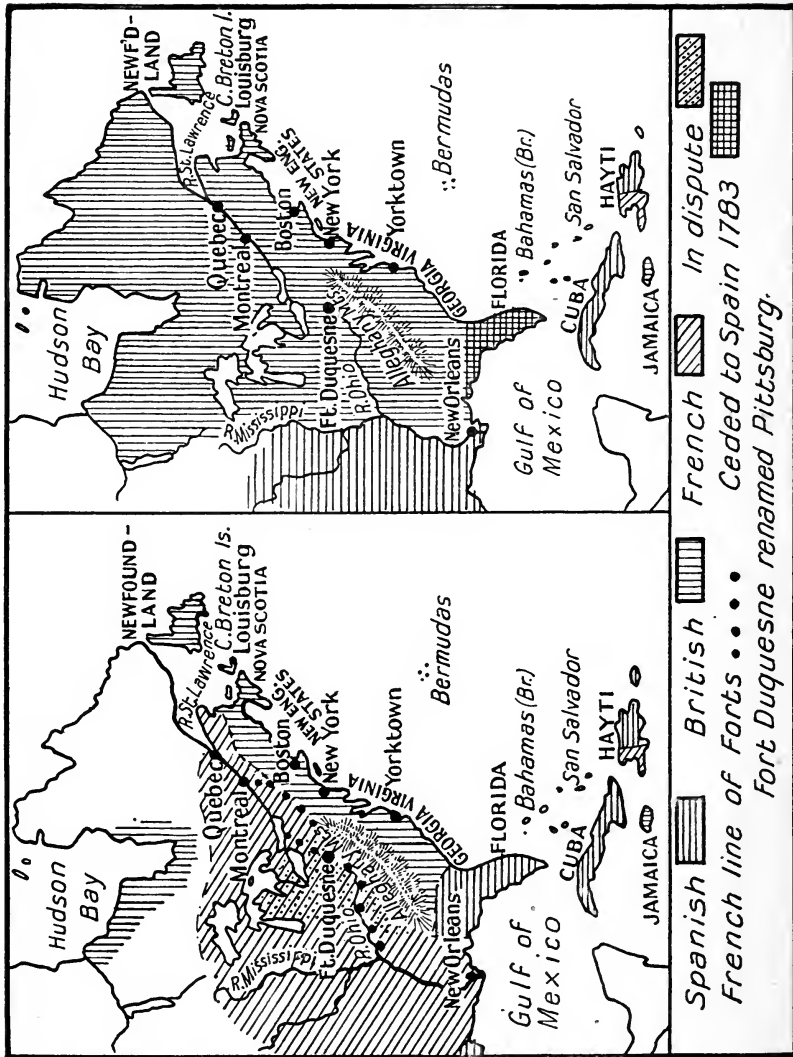 Hudson
Bay
NEWFOUND-
LAND
R.St.Lawrence
C.Breton Is.
Louisburg
NOVA SCOTIA
Quebec
Montreal
Boston
NEW ENG.
STATES
New York
R.Mississippi
Ft.Duquesne
R.Ohio
Alleghany Mts.
Yorktown
VIRGINIA
GEORGIA
Bermudas
New Orleans
FLORIDA
Gulf of
Mexico
Bahamas (Br.)
San Salvador
CUBA
HAYTI
JAMAICA
Hudson
Bay
NEWF'D-
LAND
R.St.Lawrence
C.Breton I.
Louisburg
NOVA SCOTIA
Quebec
Montreal
Boston
NEW ENG.
STATES
New York
R.Mississippi
Ft.Duquesne
R.Ohio
Alleghany Mts.
Yorktown
VIRGINIA
GEORGIA
Bermudas
New Orleans
FLORIDA
Gulf of
Mexico
Bahamas (Br.)
San Salvador
CUBA
HAYTI
JAMAICA
Spanish British French In dispute
French line of Forts •••• Ceded to Spain 1783
Fort Duquesne renamed Pittsburg.